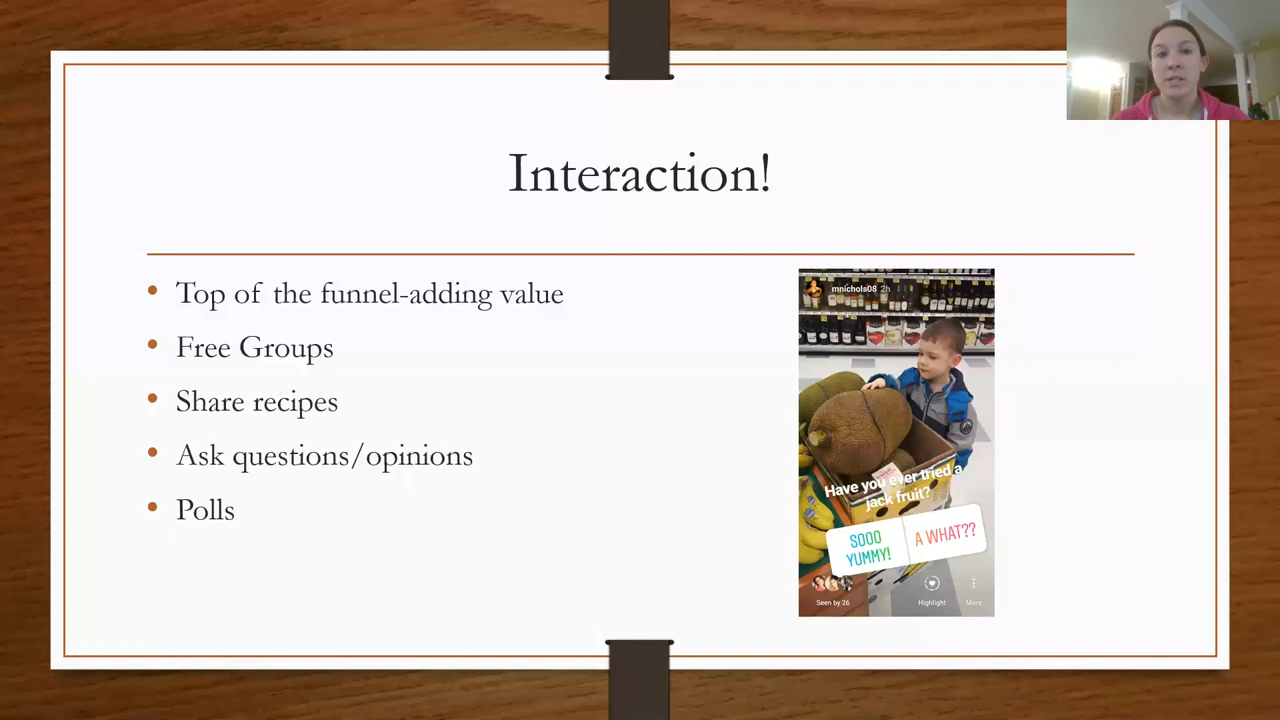 Interaction!
Top of the funnel-adding value
Free Groups
Share recipes
Ask questions/opinions
Polls
mnichols08 2h
Have you ever tried a
jack fruit?
SOOO
YUMMY!
A WHAT??
Seen by 26
Highlight
More